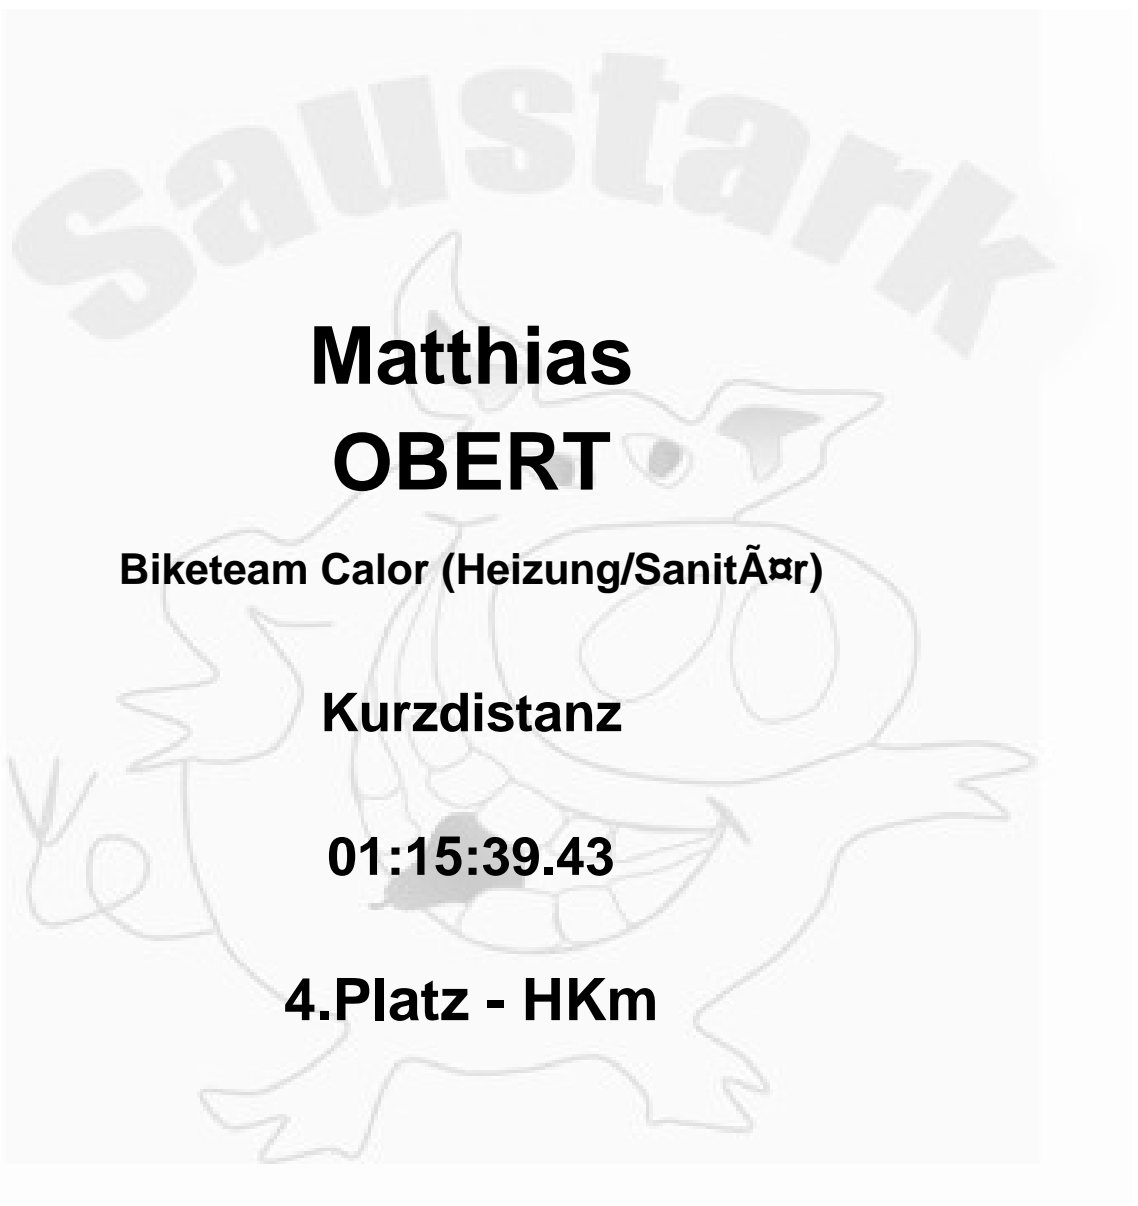 Saustark
Matthias
OBERT
Biketeam Calor (Heizung/SanitÃ¤r)
Kurzdistanz
01:15:39.43
4.Platz - HKm